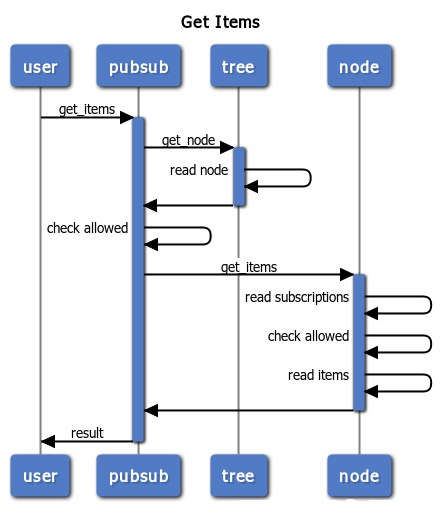 Get Items
user pubsub tree node
get_items
get_node
read node
check allowed
get_items
read subscriptions
check allowed
read items
result
user pubsub tree node